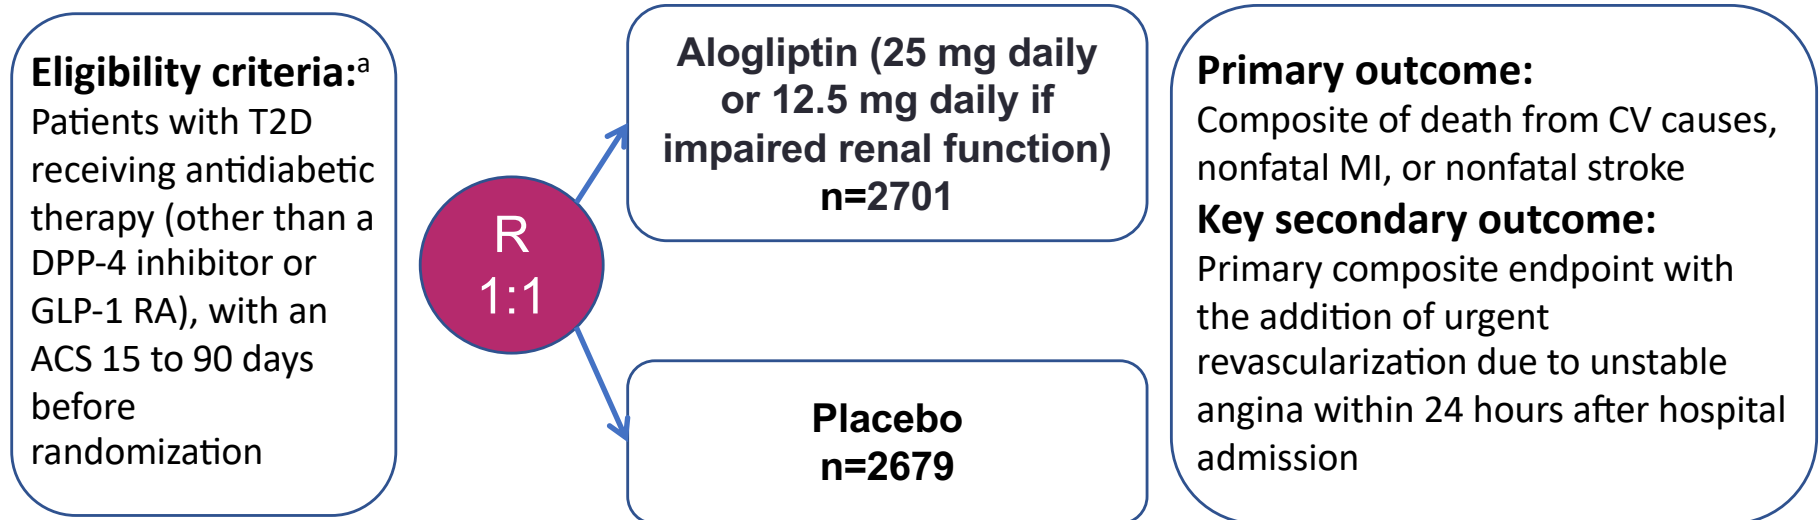 Eligibility criteria:a
Patients with T2D
receiving antidiabetic
therapy (other than a
DPP-4 inhibitor or
GLP-1 RA), with an
ACS 15 to 90 days
before
randomization
R
1:1
Alogliptin (25 mg daily
or 12.5 mg daily if
impaired renal function)
n=2701
Placebo
n=2679
Primary outcome:
Composite of death from CV causes,
nonfatal MI, or nonfatal stroke
Key secondary outcome:
Primary composite endpoint with
the addition of urgent
revascularization due to unstable
angina within 24 hours after hospital
admission